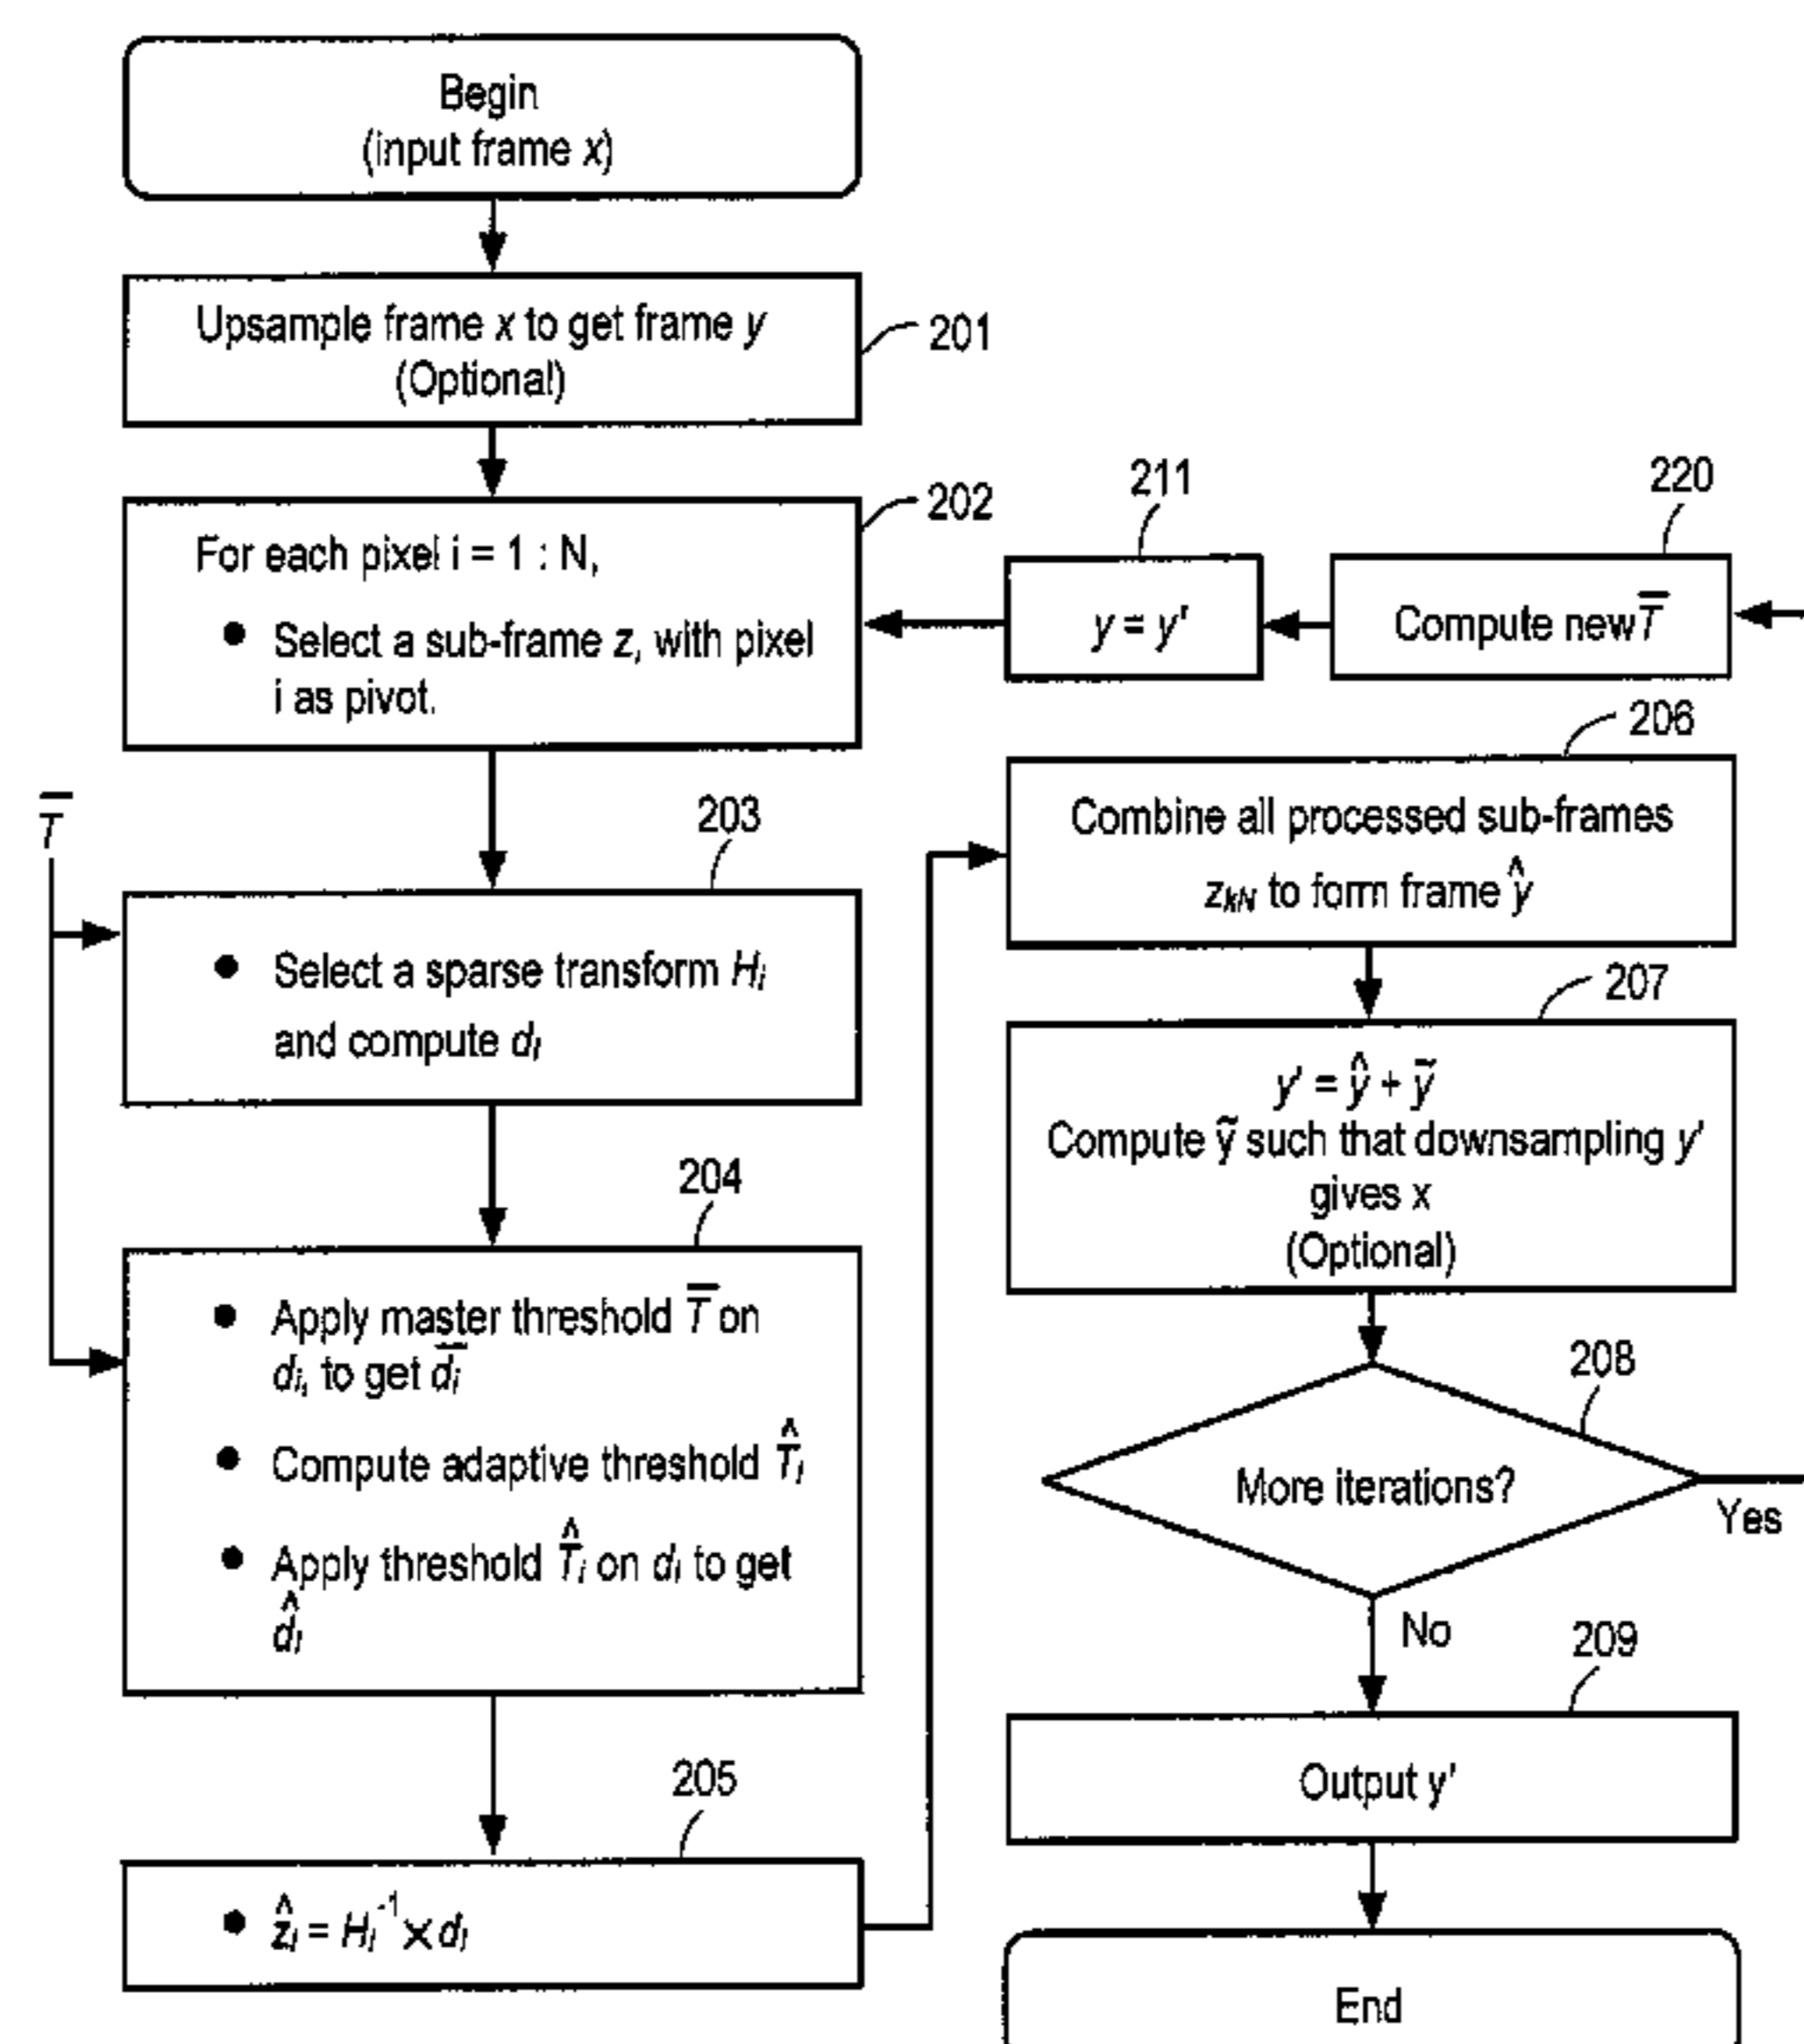 Begin
(input frame x)
Upsample frame x to get frame y
(Optional)
201
For each pixel i = 1 : N,
● Select a sub-frame z, with pixel
i as pivot.
202
T̅
203
● Select a sparse transform Hᵢ
and compute dᵢ
204
● Apply master threshold T̅ on
dᵢ, to get d̅ᵢ
● Compute adaptive threshold T̂ᵢ
● Apply threshold T̂ᵢ on dᵢ to get
d̂ᵢ
205
● ẑᵢ = Hᵢ⁻¹ × dᵢ
211
y = y'
220
Compute new T̅
206
Combine all processed sub-frames
z_kN to form frame ŷ
207
y' = ŷ + ỹ
Compute ỹ such that downsampling y'
gives x
(Optional)
208
More iterations?
Yes
No
209
Output y'
End